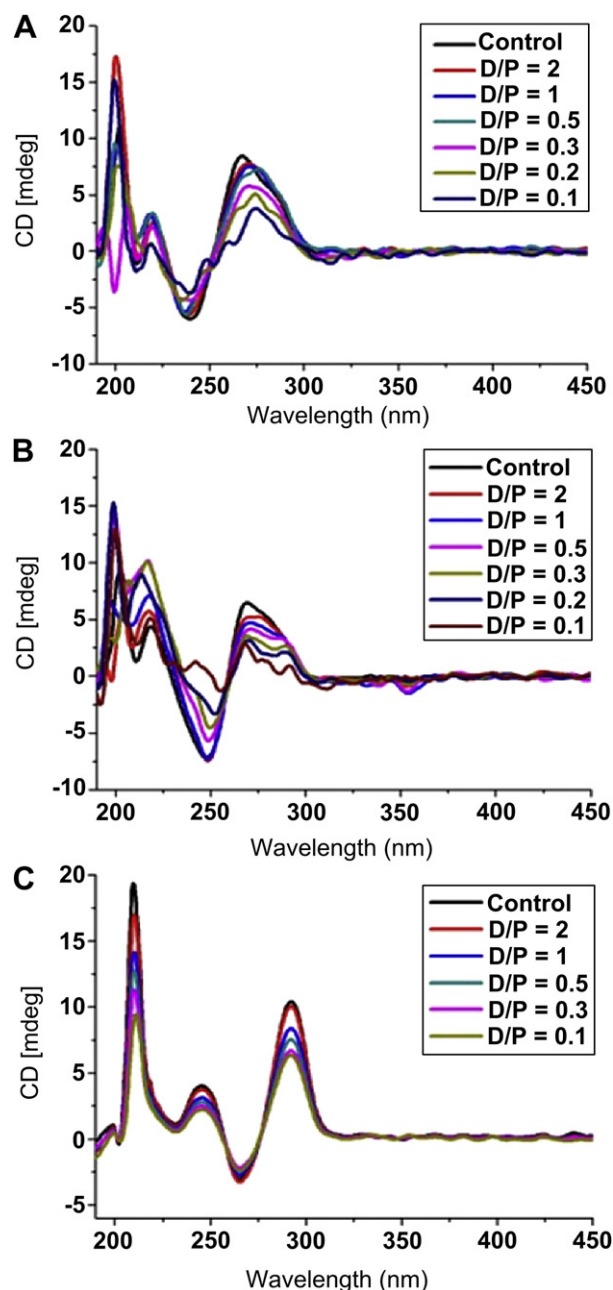 A
20
15
10
5
0
-5
-10
CD [mdeg]
Control
D/P = 2
D/P = 1
D/P = 0.5
D/P = 0.3
D/P = 0.2
D/P = 0.1
200 250 300 350 400 450
Wavelength (nm)
B
20
15
10
5
0
-5
-10
CD [mdeg]
Control
D/P = 2
D/P = 1
D/P = 0.5
D/P = 0.3
D/P = 0.2
D/P = 0.1
200 250 300 350 400 450
Wavelength (nm)
C
20
15
10
5
0
-5
CD [mdeg]
Control
D/P = 2
D/P = 1
D/P = 0.5
D/P = 0.3
D/P = 0.1
200 250 300 350 400 450
Wavelength (nm)